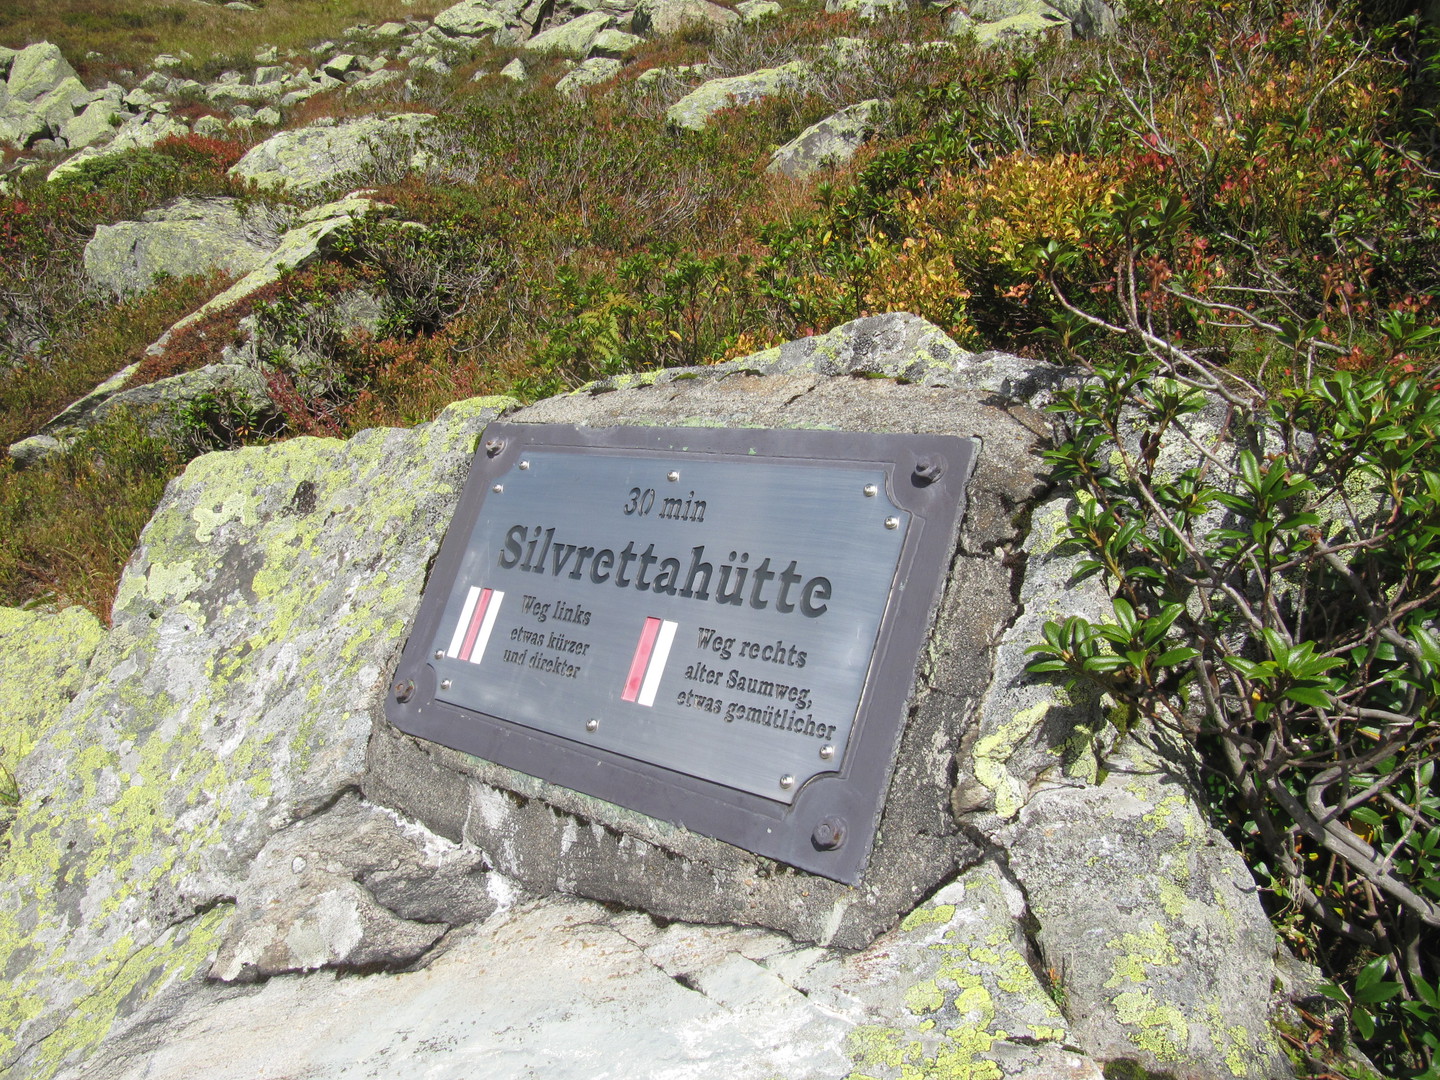 30 min
Silvrettahütte
Weg links
etwas kürzer
und direkter
Weg rechts
alter Saumweg,
etwas gemütlicher